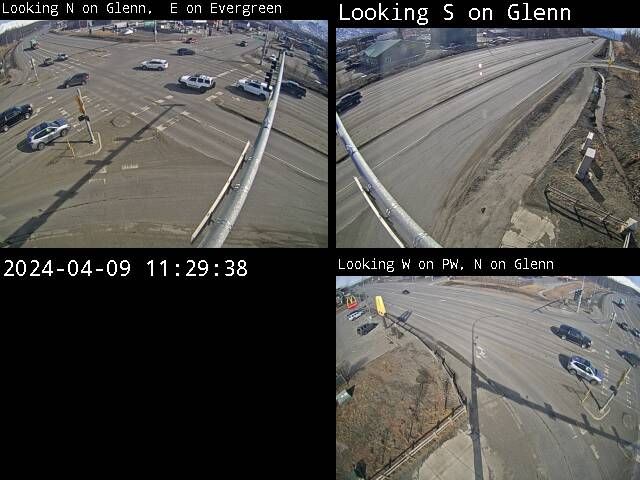 Looking N on Glenn,  E on Evergreen
Looking S on Glenn
2024-04-09 11:29:38
Looking W on PW, N on Glenn